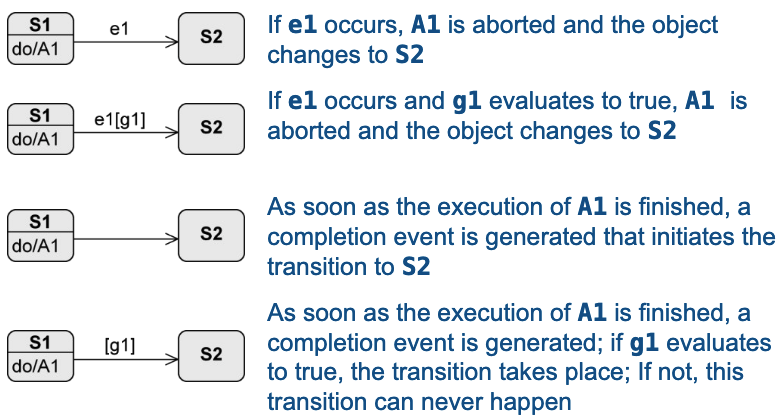 S1
do/A1
e1
S2
If e1 occurs, A1 is aborted and the object
changes to S2
S1
do/A1
e1[g1]
S2
If e1 occurs and g1 evaluates to true, A1 is
aborted and the object changes to S2
S1
do/A1
S2
As soon as the execution of A1 is finished, a
completion event is generated that initiates the
transition to S2
S1
do/A1
[g1]
S2
As soon as the execution of A1 is finished, a
completion event is generated; if g1 evaluates
to true, the transition takes place; If not, this
transition can never happen